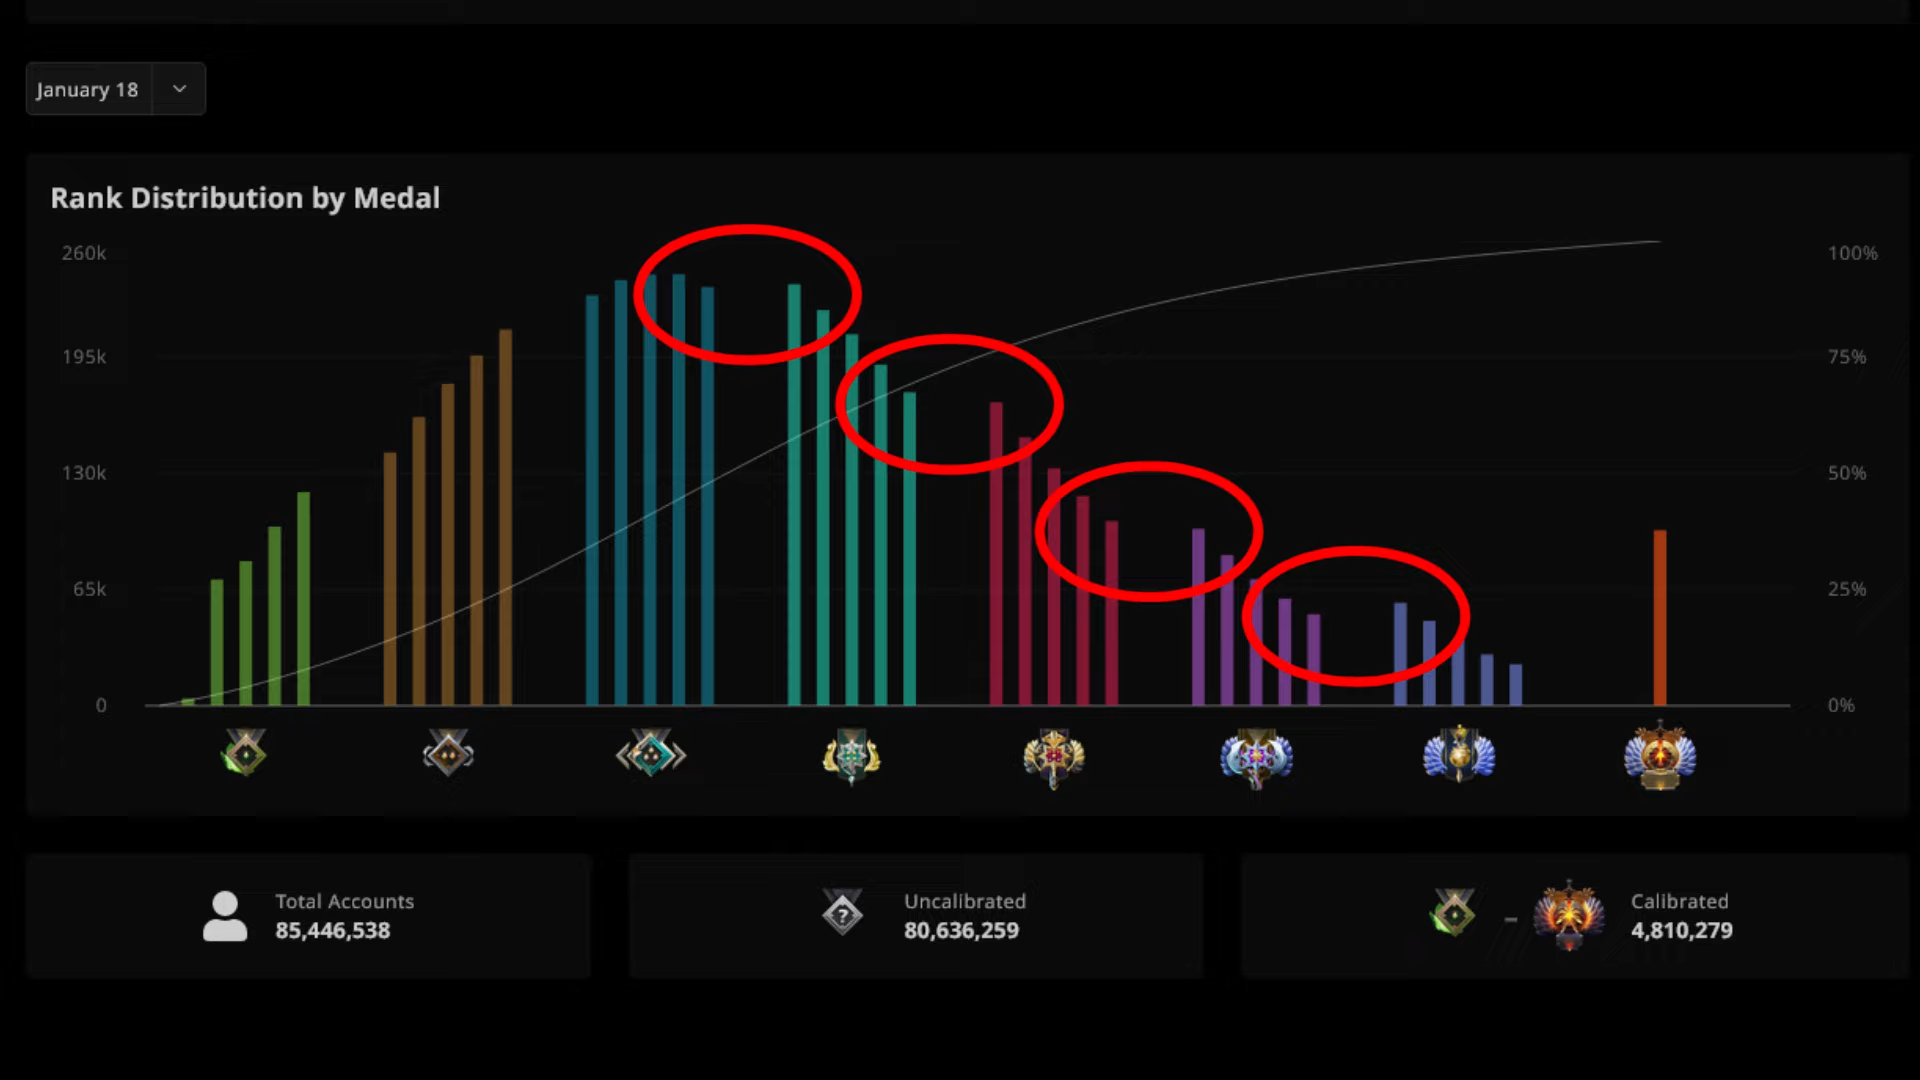 January 18
Rank Distribution by Medal
260k
100%
195k
75%
130k
50%
65k
25%
0
0%
Total Accounts
85,446,538
?
Uncalibrated
80,636,259
-
Calibrated
4,810,279